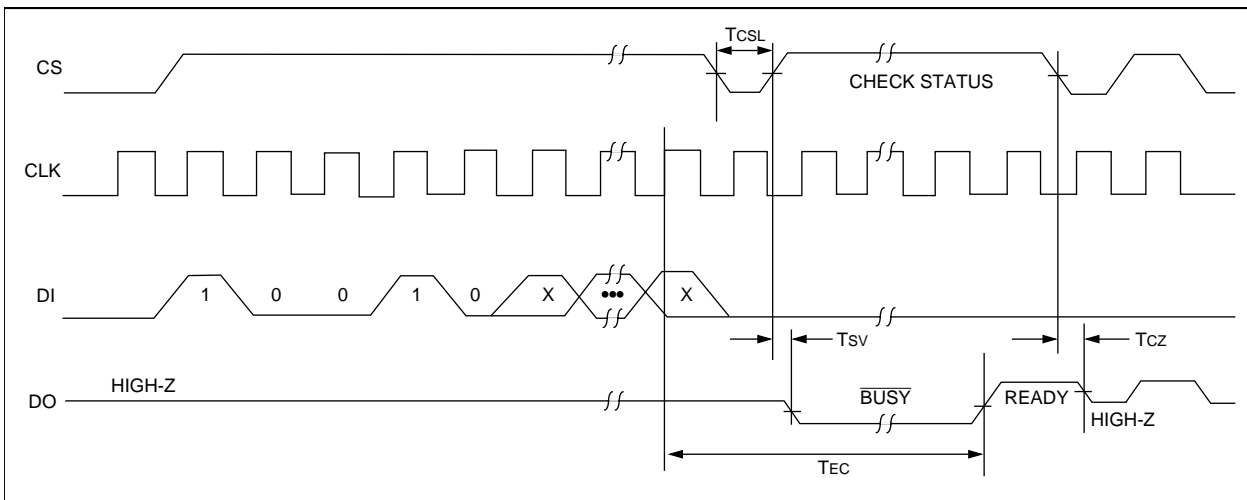 TCSL
CS
CHECK STATUS
CLK
DI
1 0 0 1 0 X ••• X
TSV
TCZ
HIGH-Z
DO
BUSY
READY
HIGH-Z
TEC